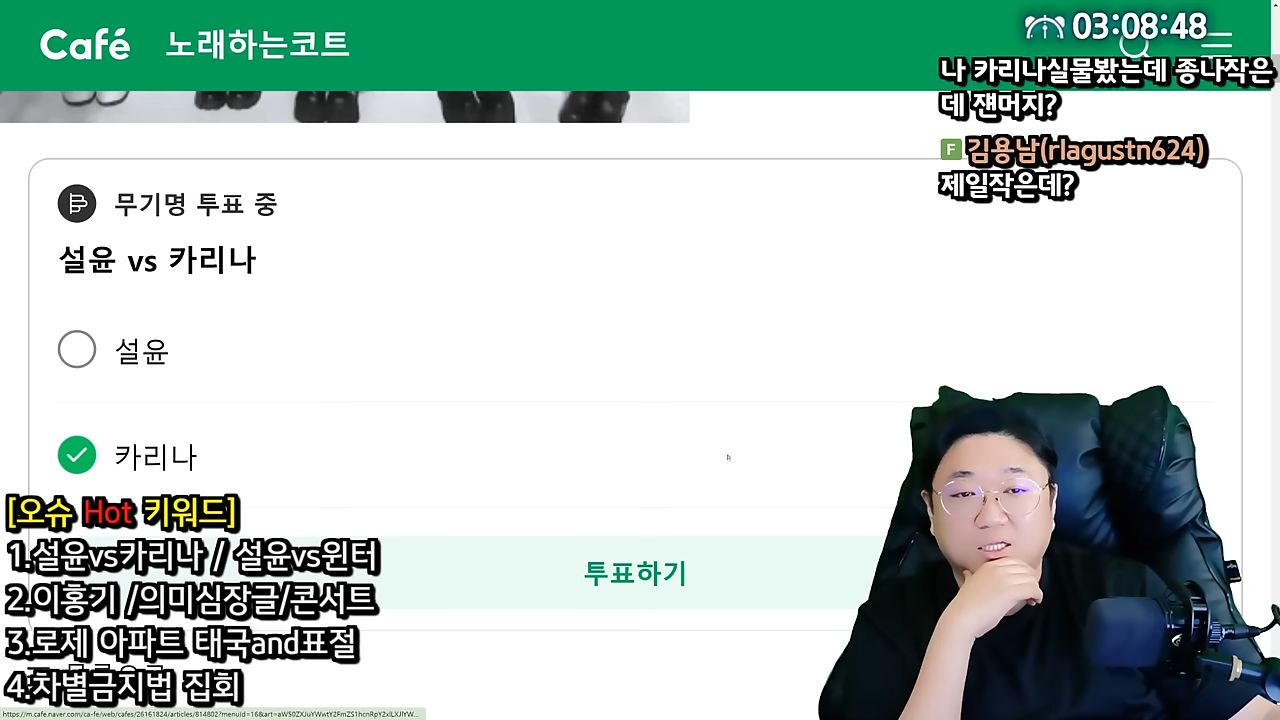 Café 노래하는코트
03:08:48
나 카리나실물봤는데 종나작은
데 쟨머지?
F 김용남(rlagustn624)
제일작은데?
무기명 투표 중
설윤 vs 카리나
설윤
카리나
투표하기
[오슈 Hot 키워드]
1.설윤vs카리나 / 설윤vs윈터
2.이홍기 /의미심장글/콘서트
3.로제 아파트 태국and표절
4.차별금지법 집회